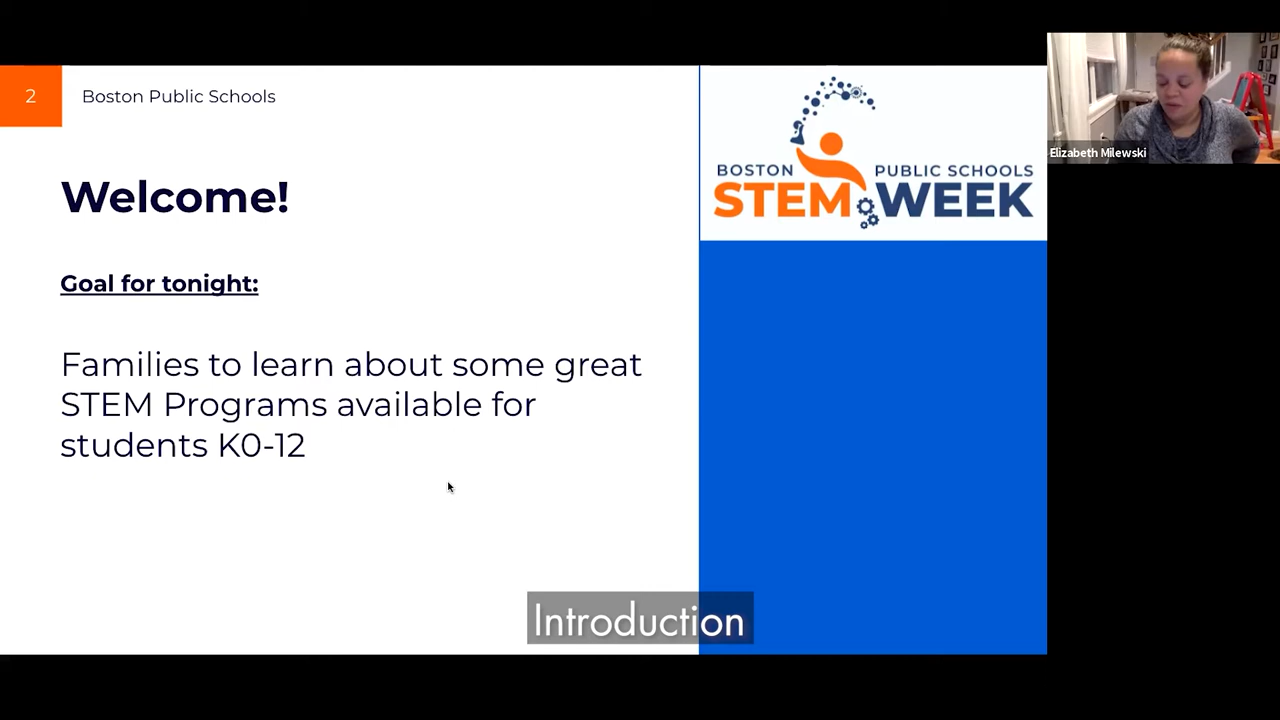 2
Boston Public Schools
Welcome!
Goal for tonight:
Families to learn about some great
STEM Programs available for
students K0-12
BOSTON PUBLIC SCHOOLS
STEM WEEK
Elizabeth Milewski
Introduction